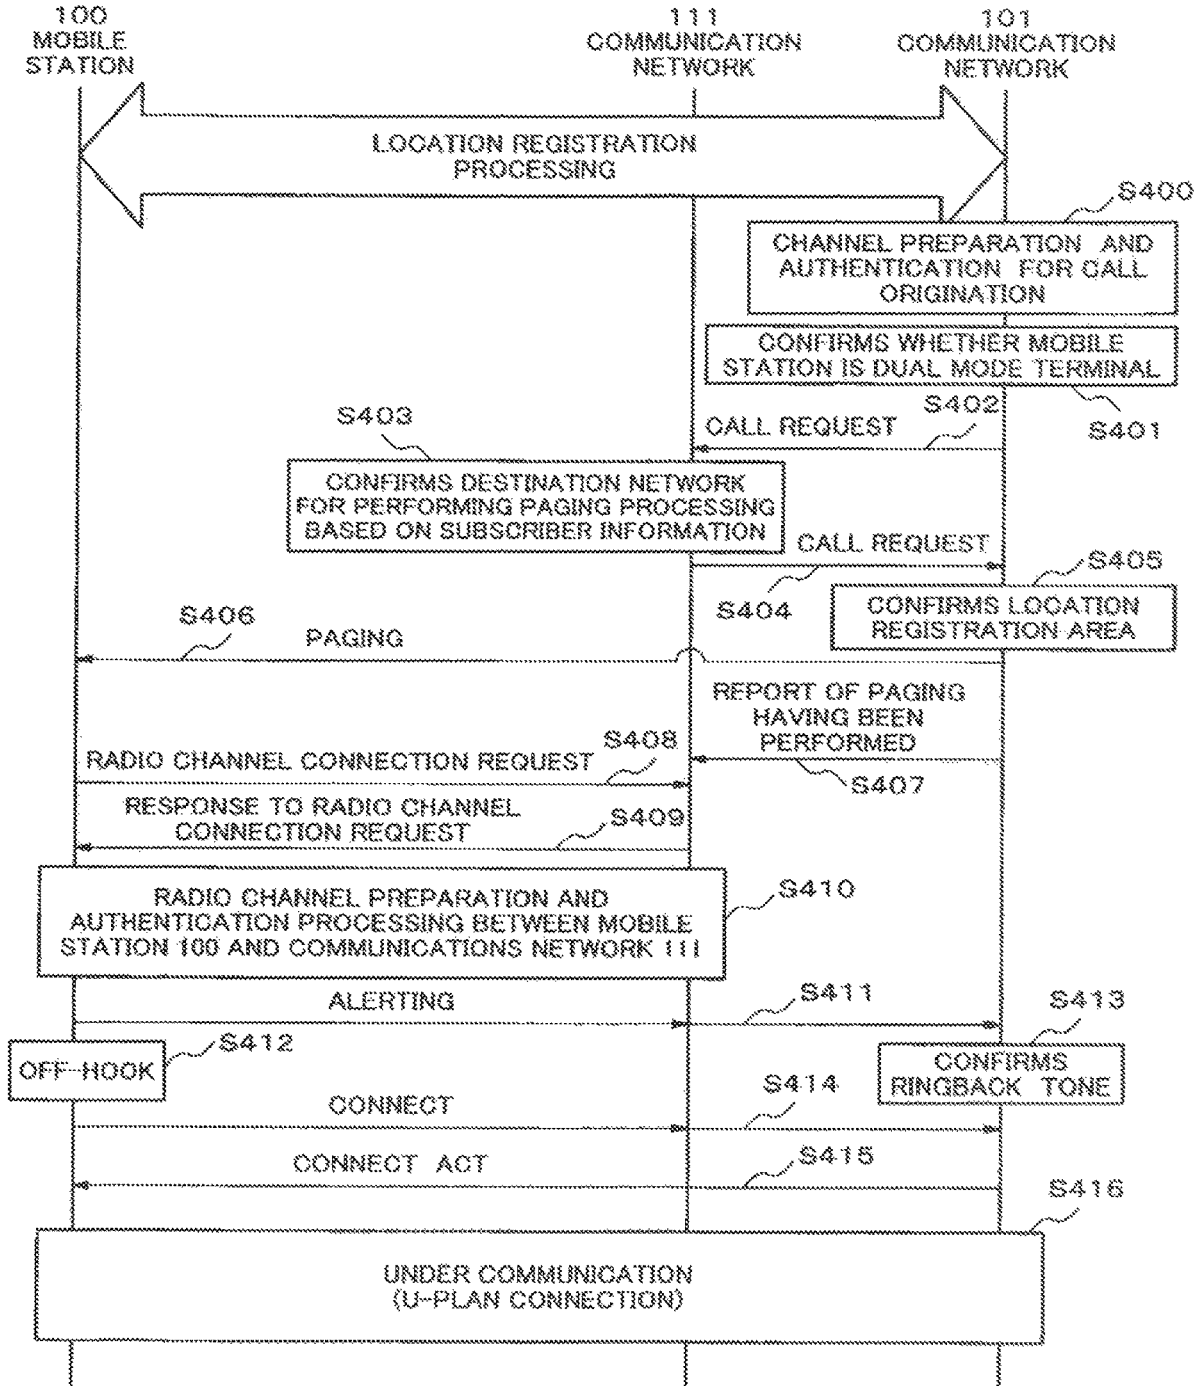 100
MOBILE
STATION
111
COMMUNICATION
NETWORK
101
COMMUNICATION
NETWORK
LOCATION REGISTRATION
PROCESSING
S400
CHANNEL PREPARATION AND
AUTHENTICATION FOR CALL
ORIGINATION
CONFIRMS WHETHER MOBILE
STATION IS DUAL MODE TERMINAL
S401
S402
CALL REQUEST
S403
CONFIRMS DESTINATION NETWORK
FOR PERFORMING PAGING PROCESSING
BASED ON SUBSCRIBER INFORMATION
CALL REQUEST
S404
S405
CONFIRMS LOCATION
REGISTRATION AREA
S406
PAGING
REPORT OF PAGING
HAVING BEEN
PERFORMED
S407
S408
RADIO CHANNEL CONNECTION REQUEST
RESPONSE TO RADIO CHANNEL
CONNECTION REQUEST
S409
RADIO CHANNEL PREPARATION AND
AUTHENTICATION PROCESSING BETWEEN MOBILE
STATION 100 AND COMMUNICATIONS NETWORK 111
S410
ALERTING
S411
S412
OFF-HOOK
S413
CONFIRMS
RINGBACK TONE
CONNECT
S414
CONNECT ACT
S415
S416
UNDER COMMUNICATION
(U-PLAN CONNECTION)